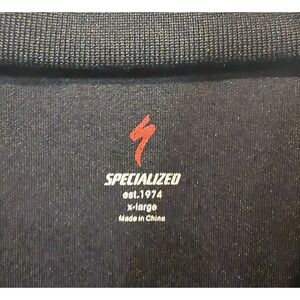 SPECIALIZED
est.1974
x-large
Made in China